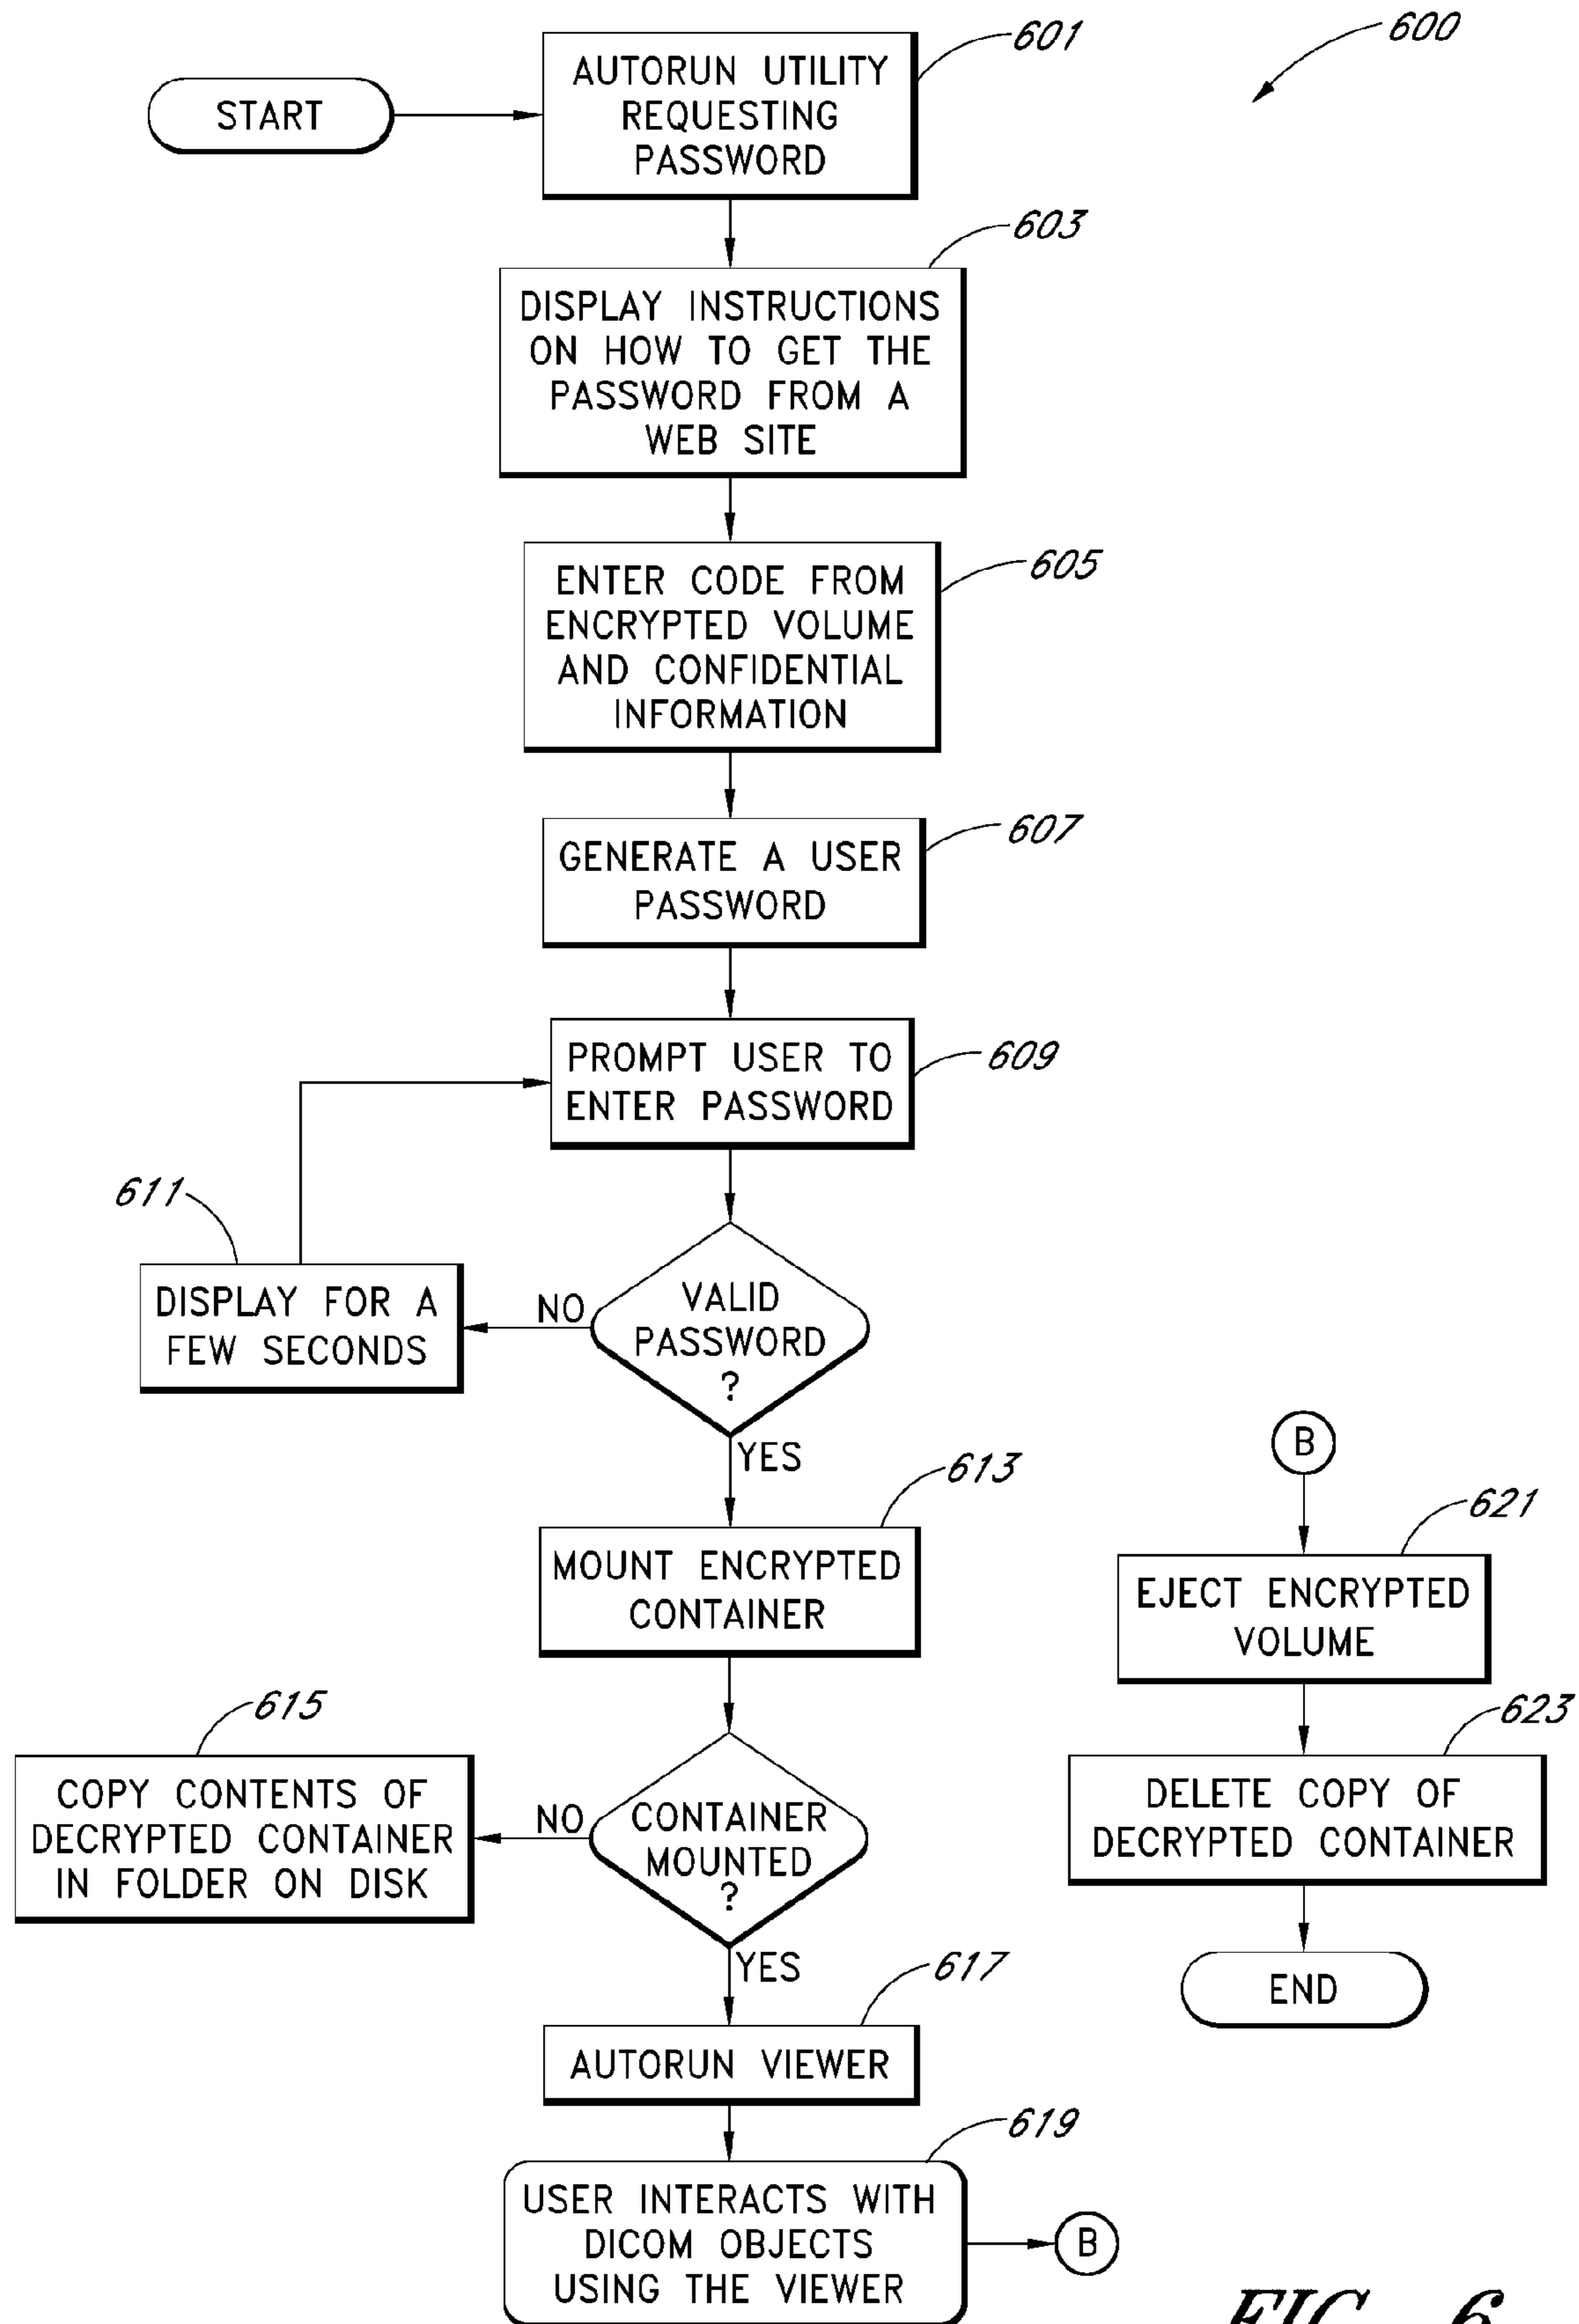 600
START
601
AUTORUN UTILITY
REQUESTING
PASSWORD
603
DISPLAY INSTRUCTIONS
ON HOW TO GET THE
PASSWORD FROM A
WEB SITE
605
ENTER CODE FROM
ENCRYPTED VOLUME
AND CONFIDENTIAL
INFORMATION
607
GENERATE A USER
PASSWORD
609
PROMPT USER TO
ENTER PASSWORD
VALID
PASSWORD
?
NO
611
DISPLAY FOR A
FEW SECONDS
YES
613
MOUNT ENCRYPTED
CONTAINER
CONTAINER
MOUNTED
?
NO
615
COPY CONTENTS OF
DECRYPTED CONTAINER
IN FOLDER ON DISK
YES
617
AUTORUN VIEWER
619
USER INTERACTS WITH
DICOM OBJECTS
USING THE VIEWER
B
B
621
EJECT ENCRYPTED
VOLUME
623
DELETE COPY OF
DECRYPTED CONTAINER
END
FIG. 6